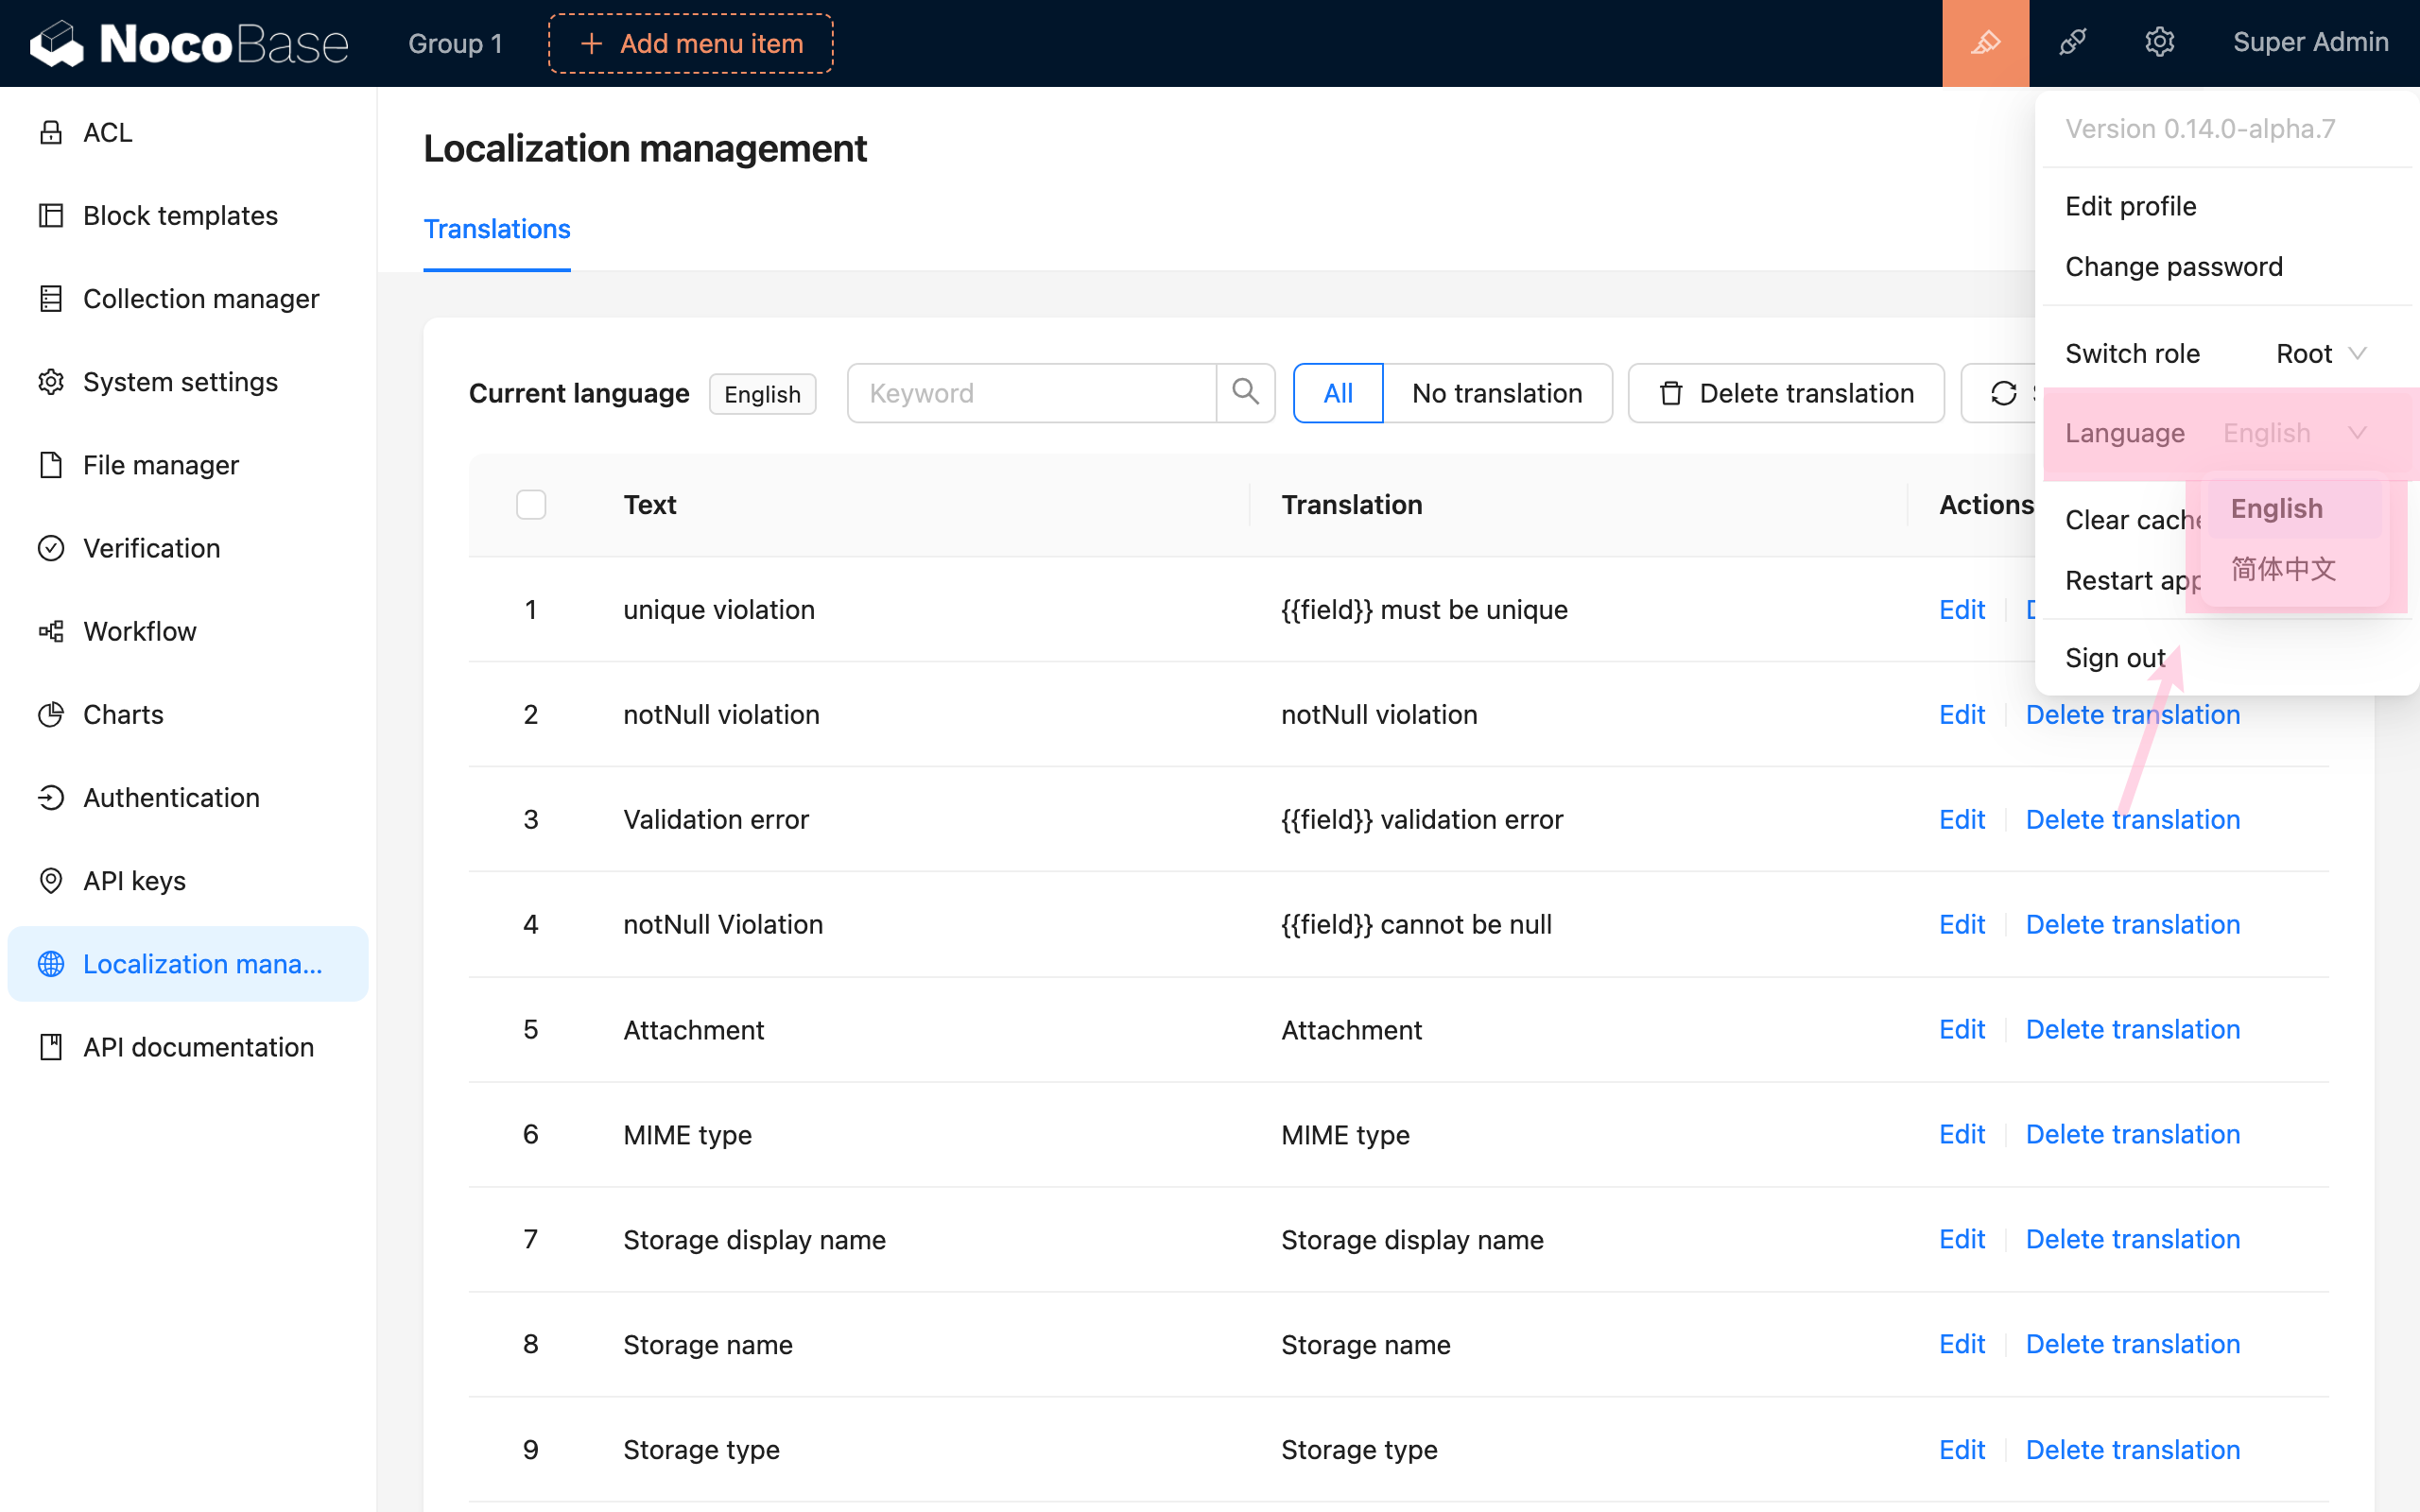 NocoBase
Group 1
Add menu item
Super Admin
ACL
Block templates
Collection manager
System settings
File manager
Verification
Workflow
Charts
Authentication
API keys
Localization mana...
API documentation
Localization management
Translations
Current language English Keyword All No translation Delete translation
Text Translation Actions
1 unique violation {{field}} must be unique Edit
2 notNull violation notNull violation Edit Delete translation
3 Validation error {{field}} validation error Edit Delete translation
4 notNull Violation {{field}} cannot be null Edit Delete translation
5 Attachment Attachment Edit Delete translation
6 MIME type MIME type Edit Delete translation
7 Storage display name Storage display name Edit Delete translation
8 Storage name Storage name Edit Delete translation
9 Storage type Storage type Edit Delete translation
Version 0.14.0-alpha.7
Edit profile
Change password
Switch role Root
Language English
English
简体中文
Clear cache
Restart app
Sign out